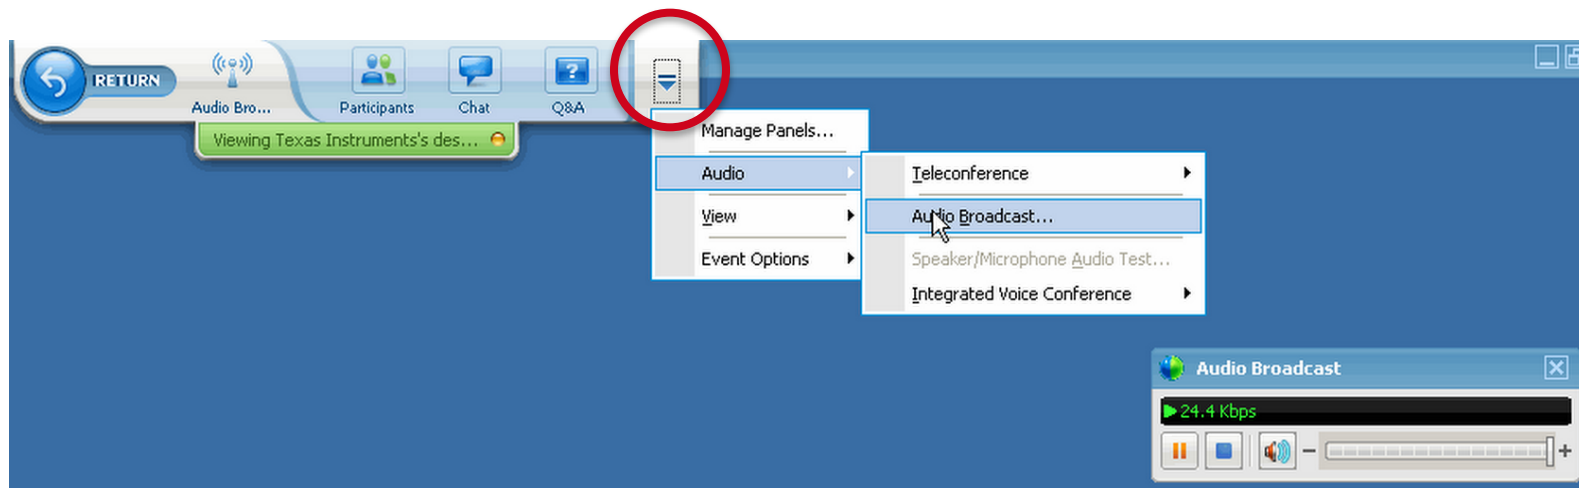 RETURN
Audio Bro...
Participants
Chat
Q&A
Viewing Texas Instruments's des...
Manage Panels...
Audio
View
Event Options
Teleconference
Audio Broadcast...
Speaker/Microphone Audio Test...
Integrated Voice Conference
Audio Broadcast
24.4 Kbps